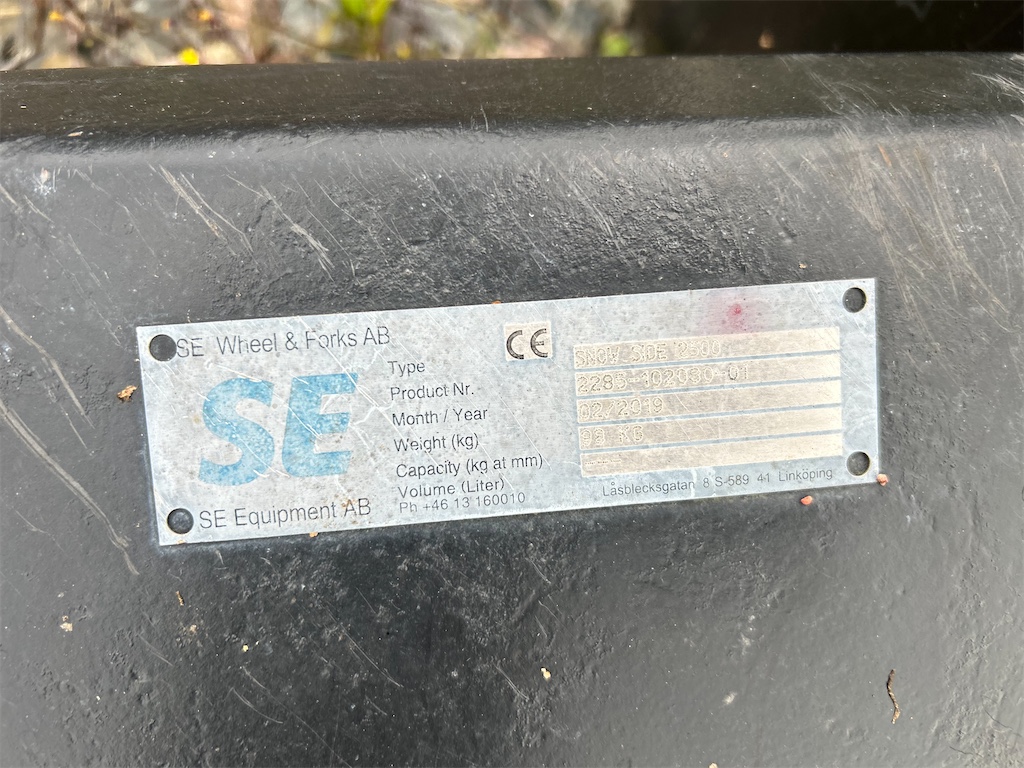 SE Wheel & Forks AB
CE
SE
Type
SNOW SIDE 2500
Product Nr.
2285-102030-01
Month / Year
02/2019
Weight (kg)
KG
Capacity (kg at mm)
Volume (Liter)
SE Equipment AB
Ph +46 13 160010
Låsblecksgatan 8 S-589 41 Linköping